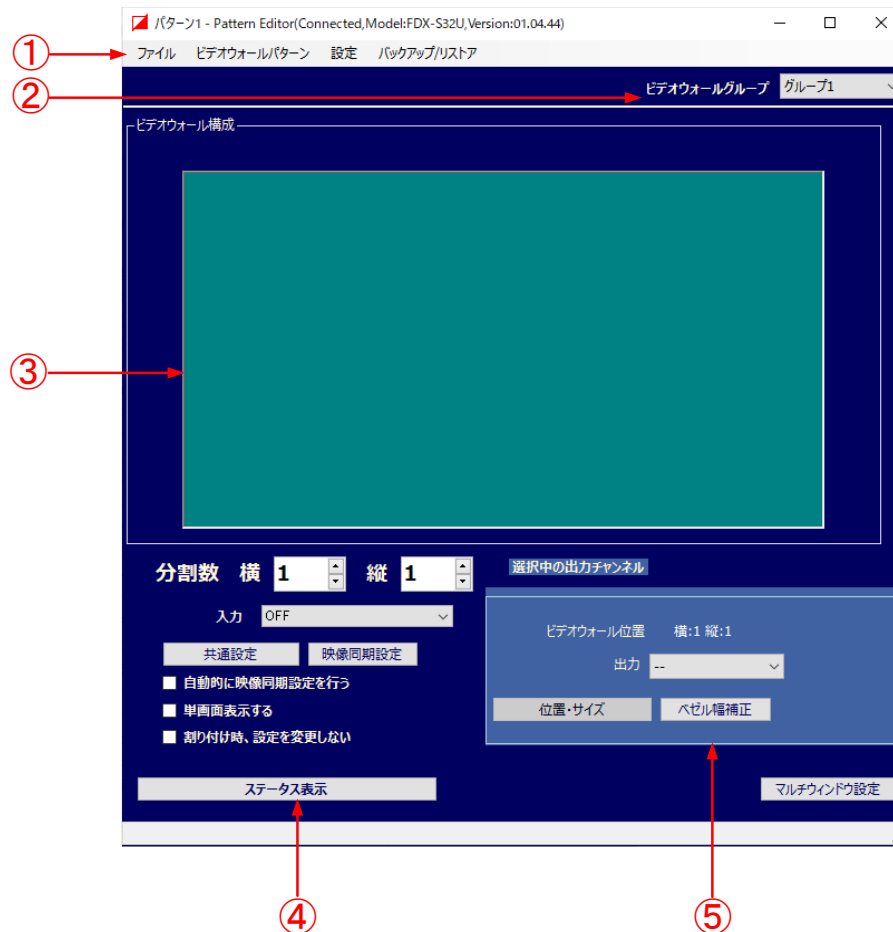 パターン1 - Pattern Editor(Connected,Model:FDX-S32U,Version:01.04.44)
① ファイル ビデオウォールパターン 設定 バックアップ/リストア
② ビデオウォールグループ グループ1
ビデオウォール構成
③
分割数 横 1 縦 1
選択中の出力チャンネル
入力 OFF
ビデオウォール位置 横:1 縦:1
出力 --
共通設定 映像同期設定
自動的に映像同期設定を行う
単画面表示する
割り付け時、設定を変更しない
位置・サイズ ベゼル幅補正
ステータス表示
マルチウィンドウ設定
④
⑤